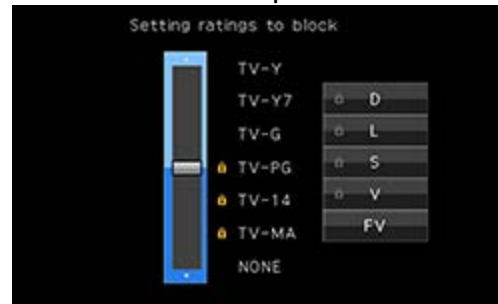 Setting ratings to block
TV-Y
TV-Y7
TV-G
TV-PG
TV-14
TV-MA
NONE
D
L
S
V
FV